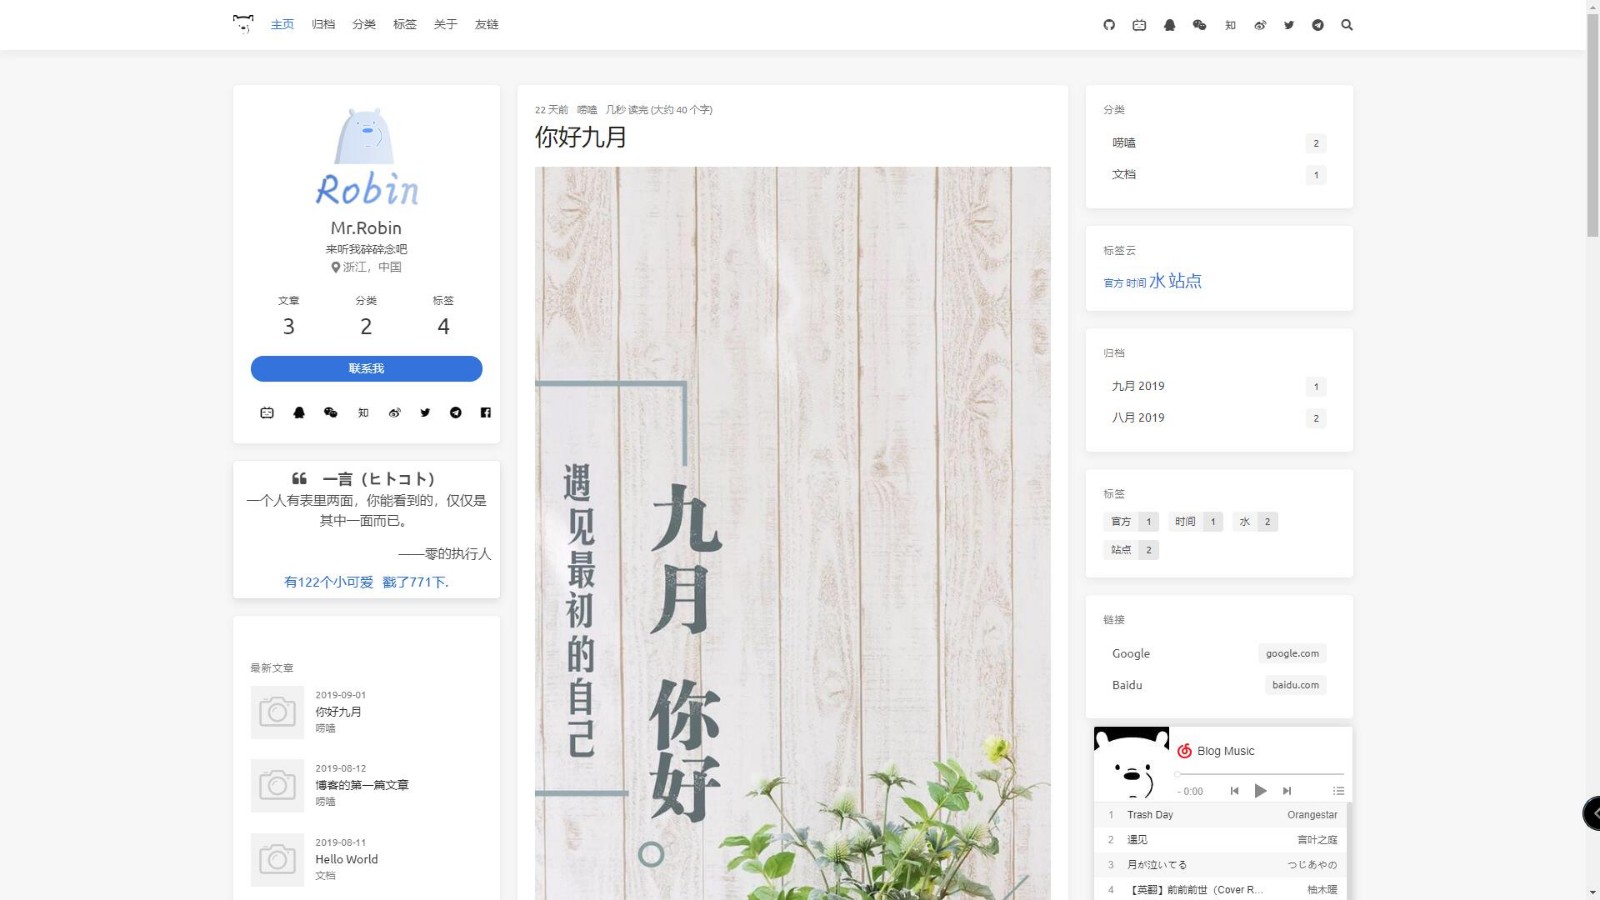 主页 归档 分类 标签 关于 友链
知
Robin
Mr.Robin
来听我碎碎念吧
浙江，中国
文章 分类 标签
3 2 4
联系我
知
一言（ヒトコト）
一个人有表里两面，你能看到的，仅仅是
其中一面而已。
——零的执行人
有122个小可爱 戳了771下.
最新文章
2019-09-01
你好九月
唠嗑
2019-08-12
博客的第一篇文章
唠嗑
2019-08-11
Hello World
文档
22 天前 唠嗑 几秒 读完 (大约 40 个字)
你好九月
九月 你好
遇见最初的自己
分类
唠嗑 2
文档 1
标签云
官方 时间 水 站点
归档
九月 2019 1
八月 2019 2
标签
官方 1 时间 1 水 2
站点 2
链接
Google google.com
Baidu baidu.com
Blog Music
- 0:00
1 Trash Day Orangestar
2 遇见 言叶之庭
3 月が泣いてる つじあやの
4 【英翻】前前前世（Cover R... 柚木暖